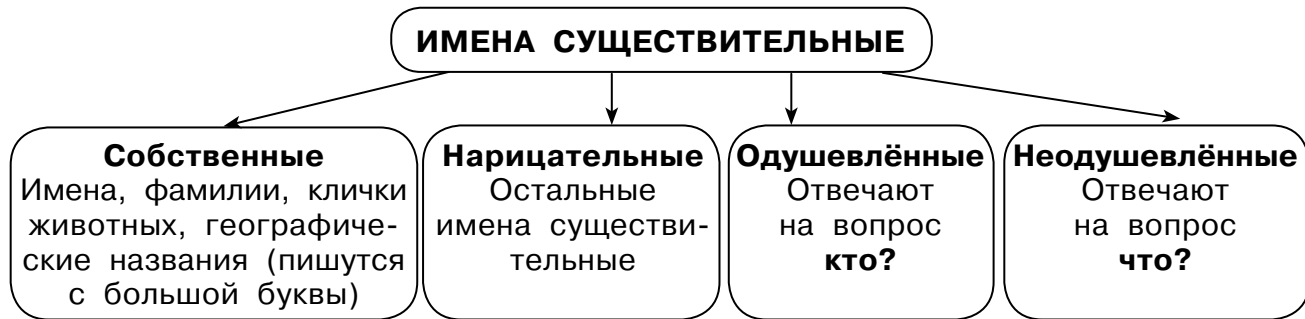 ИМЕНА СУЩЕСТВИТЕЛЬНЫЕ
Собственные
Имена, фамилии, клички
животных, географиче-
ские названия (пишутся
с большой буквы)
Нарицательные
Остальные
имена существи-
тельные
Одушевлённые
Отвечают
на вопрос
кто?
Неодушевлённые
Отвечают
на вопрос
что?